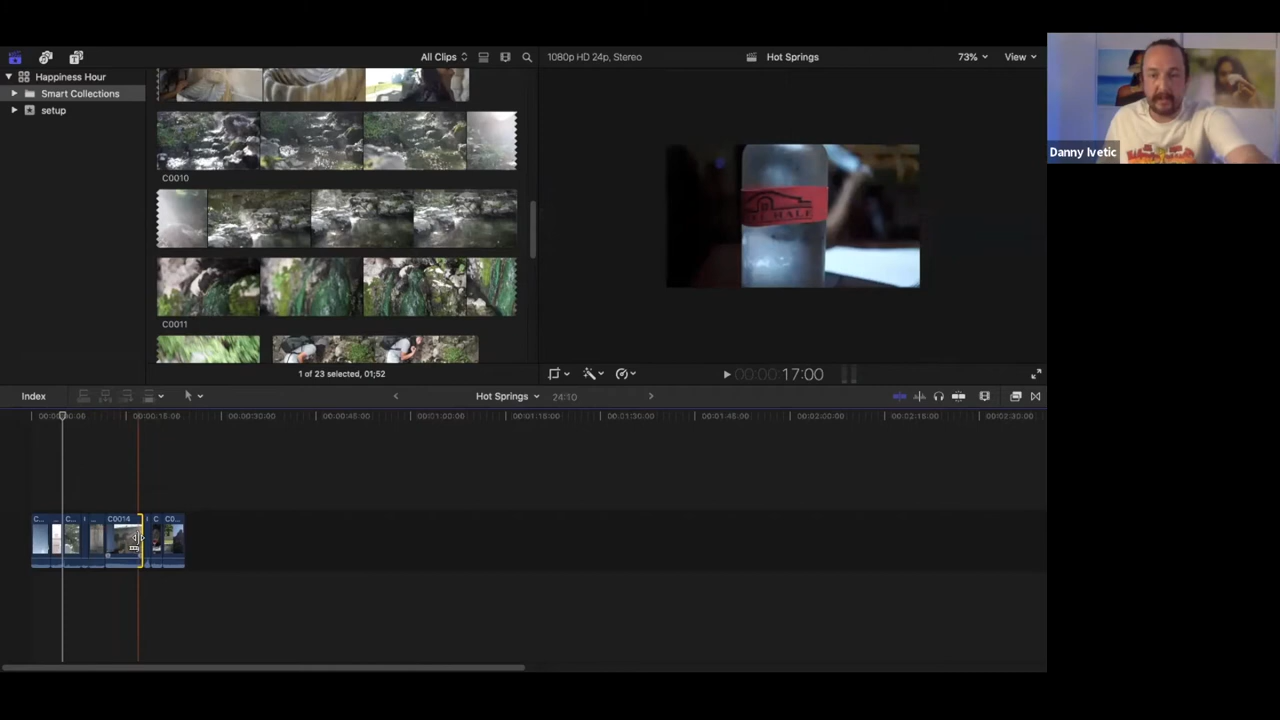 All Clips
1080p HD 24p, Stereo
Hot Springs
73%
View
Happiness Hour
Smart Collections
setup
C0010
C0011
1 of 23 selected, 01;52
00:00:00 17:00
Danny Ivetic
Index
Hot Springs
24:10
00:00:15:00
00:00:30:00
00:00:45:00
00:01:00:00
00:01:15:00
00:01:30:00
00:01:45:00
00:02:00:00
00:02:15:00
00:02:30:00
C...
C...
C0014
C
C0...